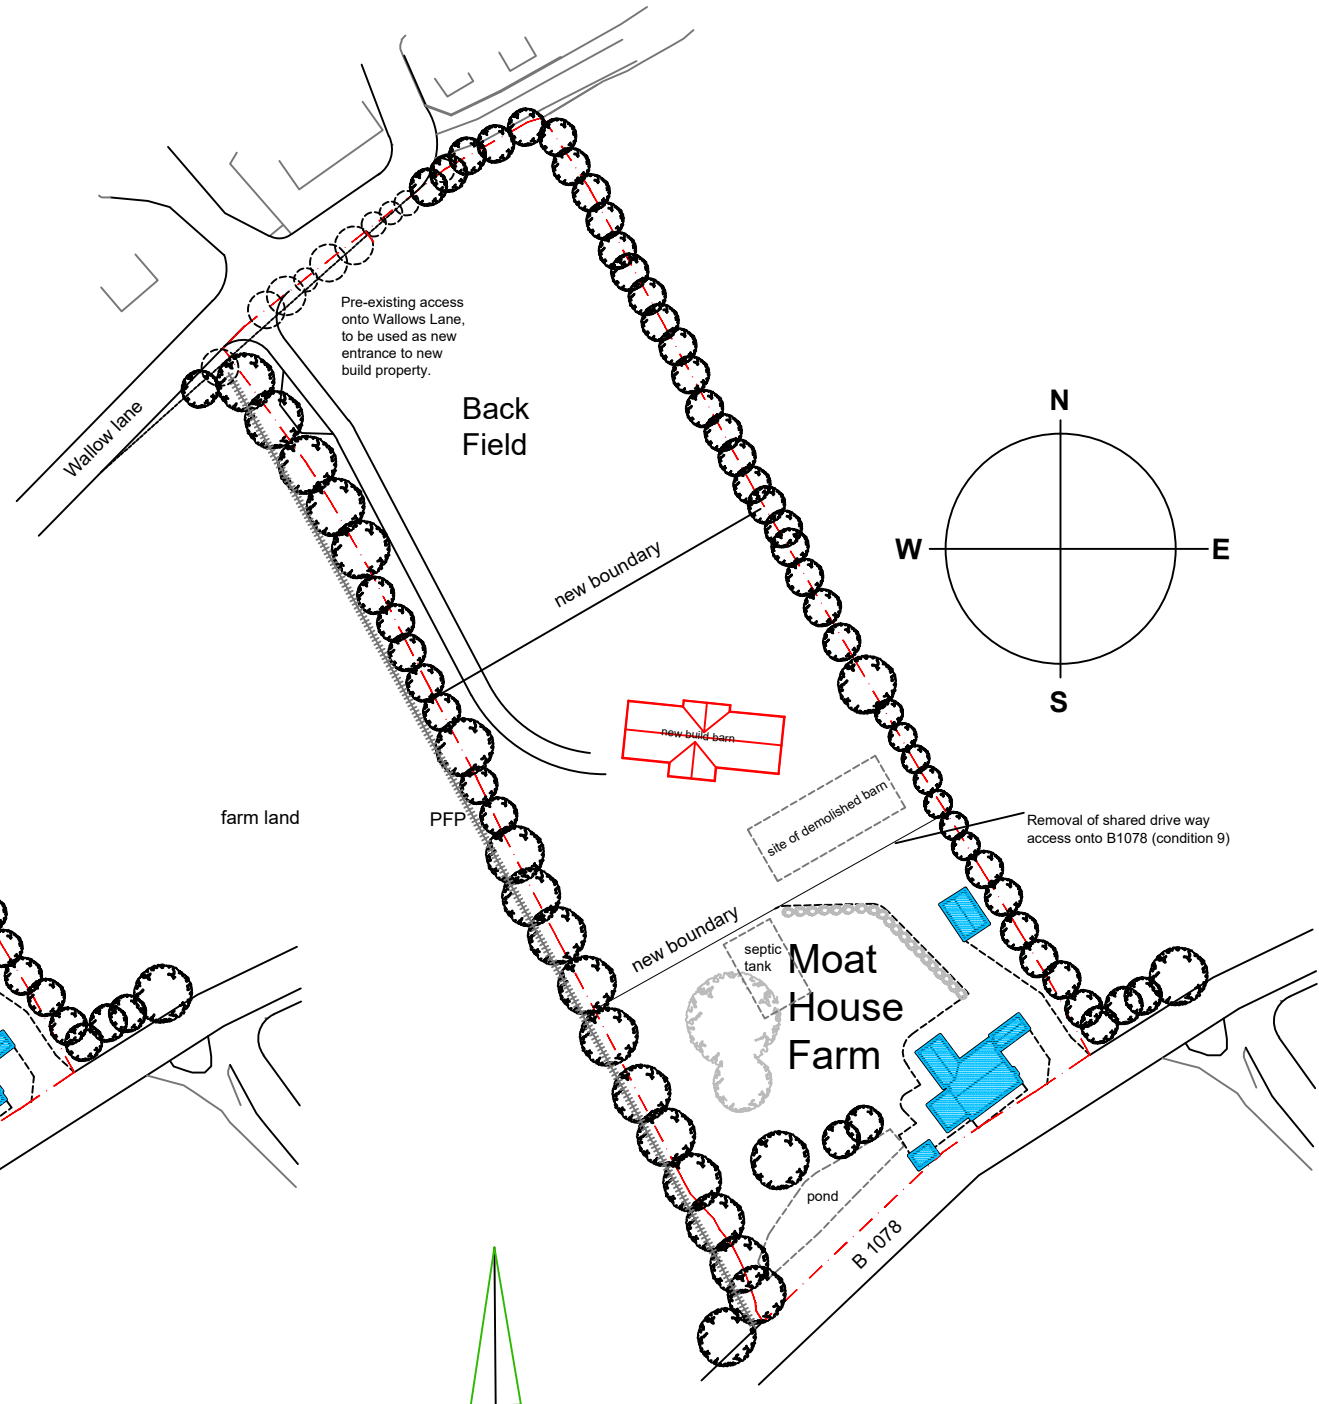 Pre-existing access
onto Wallows Lane,
to be used as new
entrance to new
build property.
Wallow lane
Back
Field
N
W
E
S
new boundary
new build barn
site of demolished barn
farm land
PFP
Removal of shared drive way
access onto B1078 (condition 9)
new boundary
septic
tank
Moat
House
Farm
pond
B 1078